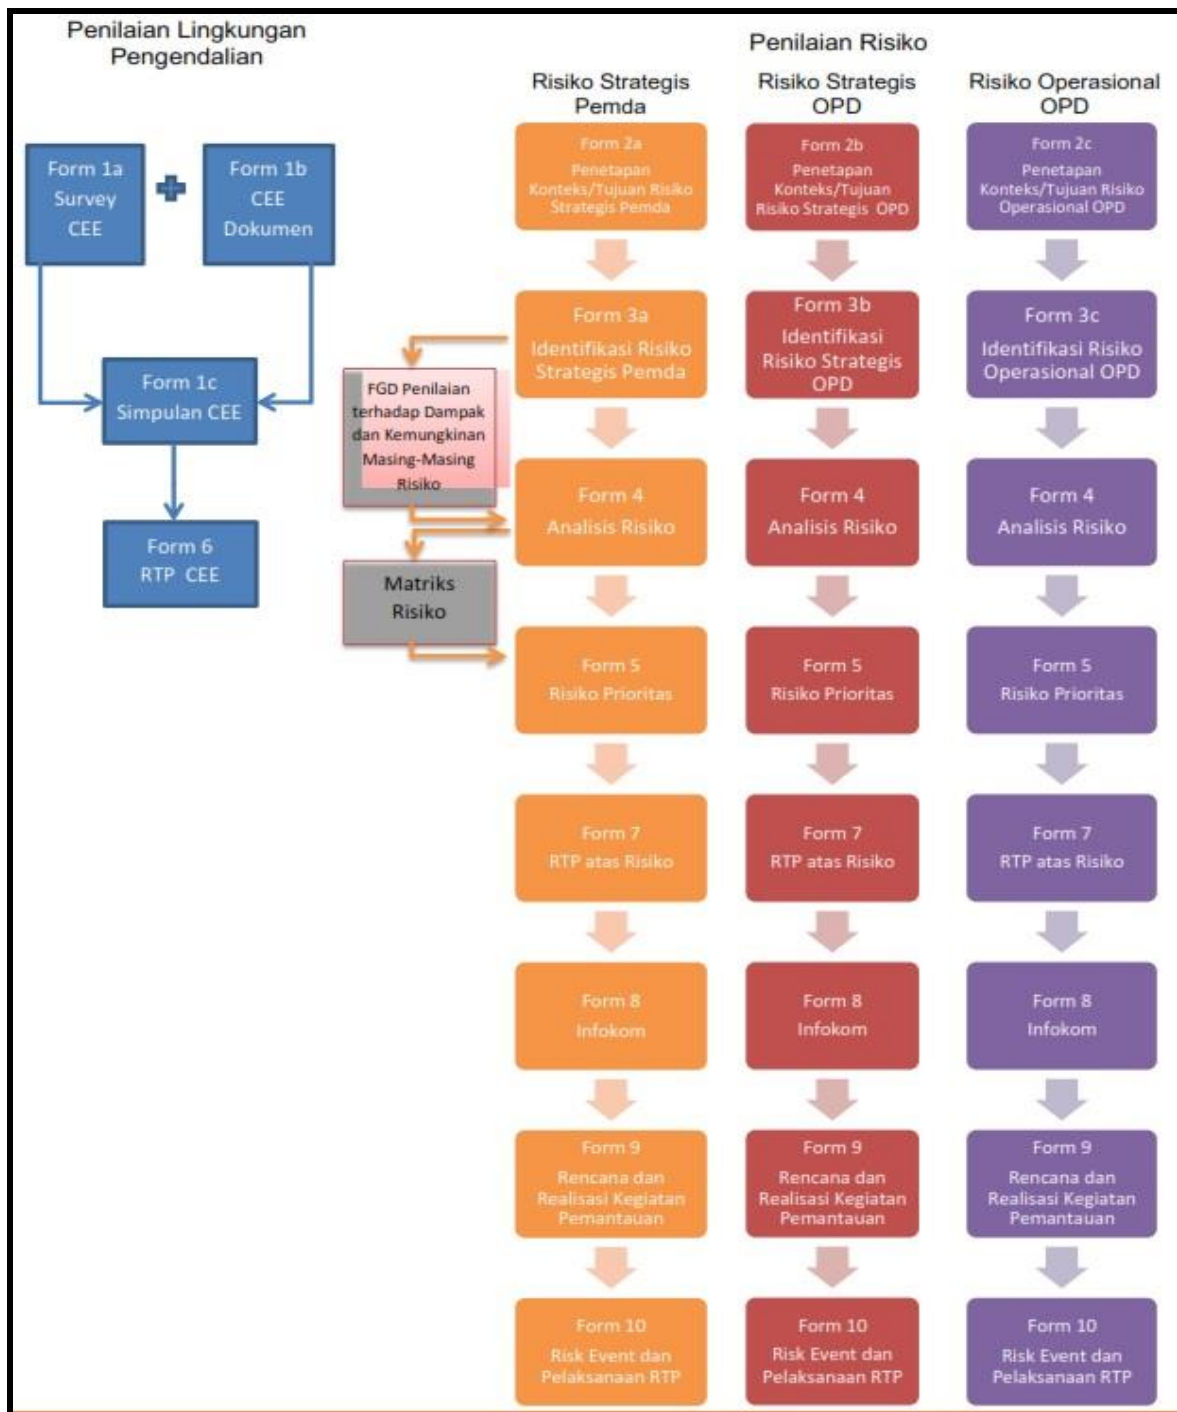 Penilaian Lingkungan
Pengendalian
Form 1a
Survey
CEE
Form 1b
CEE
Dokumen
Form 1c
Simpulan CEE
Form 6
RTP CEE
Penilaian Risiko
Risiko Strategis
Pemda
Form 2a
Penetapan
Konteks/Tujuan Risiko
Strategis Pemda
Form 3a
Identifikasi Risiko
Strategis Pemda
FGD Penilaian
terhadap Dampak
dan Kemungkinan
Masing-Masing
Risiko
Form 4
Analisis Risiko
Matriks
Risiko
Form 5
Risiko Prioritas
Form 7
RTP atas Risiko
Form 8
Infokom
Form 9
Rencana dan
Realisasi Kegiatan
Pemantauan
Form 10
Risk Event dan
Pelaksanaan RTP
Risiko Strategis
OPD
Form 2b
Penetapan
Konteks/Tujuan
Risiko Strategis OPD
Form 3b
Identifikasi
Risiko Strategis
OPD
Form 4
Analisis Risiko
Form 5
Risiko Prioritas
Form 7
RTP atas Risiko
Form 8
Infokom
Form 9
Rencana dan
Realisasi Kegiatan
Pemantauan
Form 10
Risk Event dan
Pelaksanaan RTP
Risiko Operasional
OPD
Form 2c
Penetapan
Konteks/Tujuan Risiko
Operasional OPD
Form 3c
Identifikasi Risiko
Operasional OPD
Form 4
Analisis Risiko
Form 5
Risiko Prioritas
Form 7
RTP atas Risiko
Form 8
Infokom
Form 9
Rencana dan
Realisasi Kegiatan
Pemantauan
Form 10
Risk Event dan
Pelaksanaan RTP